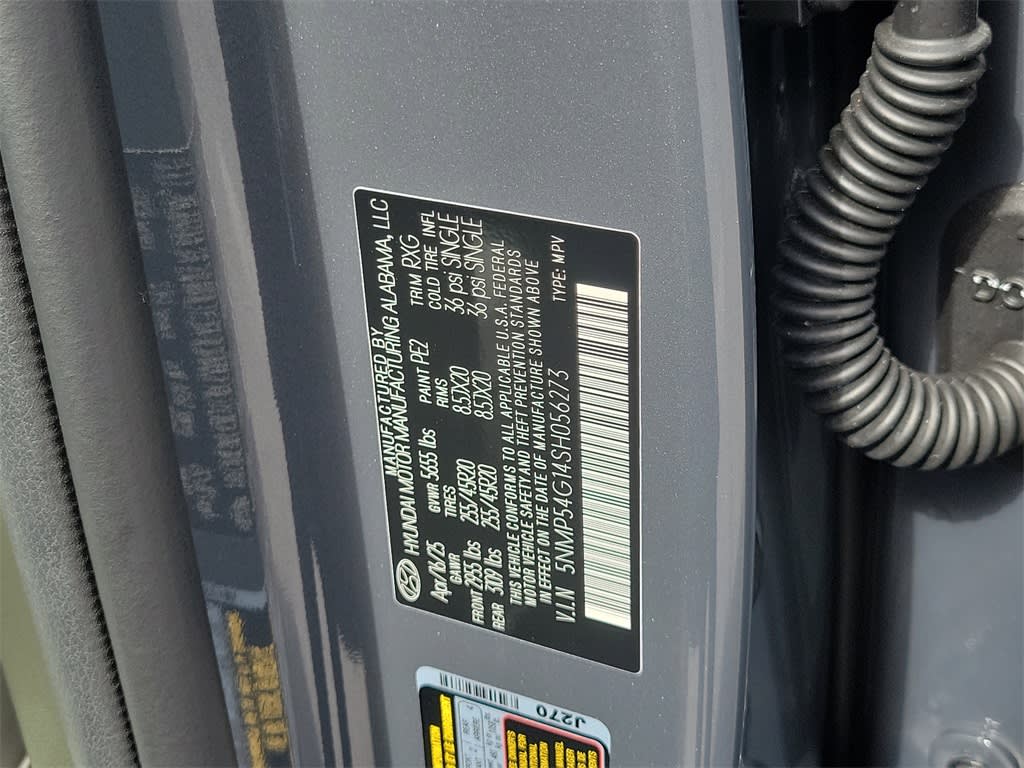 MANUFACTURED BY
HYUNDAI MOTOR MANUFACTURING ALABAMA, LLC
Apr/16/25 GVWR 5655 lbs PAINT PE2 TRIM RXG
GAWR TIRES RIMS COLD TIRE INFL
FRONT 2955 lbs 255/45R20 8.5JX20 36 psi SINGLE
REAR 3109 lbs 255/45R20 8.5JX20 36 psi SINGLE
THIS VEHICLE CONFORMS TO ALL APPLICABLE U.S.A. FEDERAL
MOTOR VEHICLE SAFETY AND THEFT PREVENTION STANDARDS
IN EFFECT ON THE DATE OF MANUFACTURE SHOWN ABOVE
V.I.N 5NMP54G14SH056273 TYPE: MPV
J270